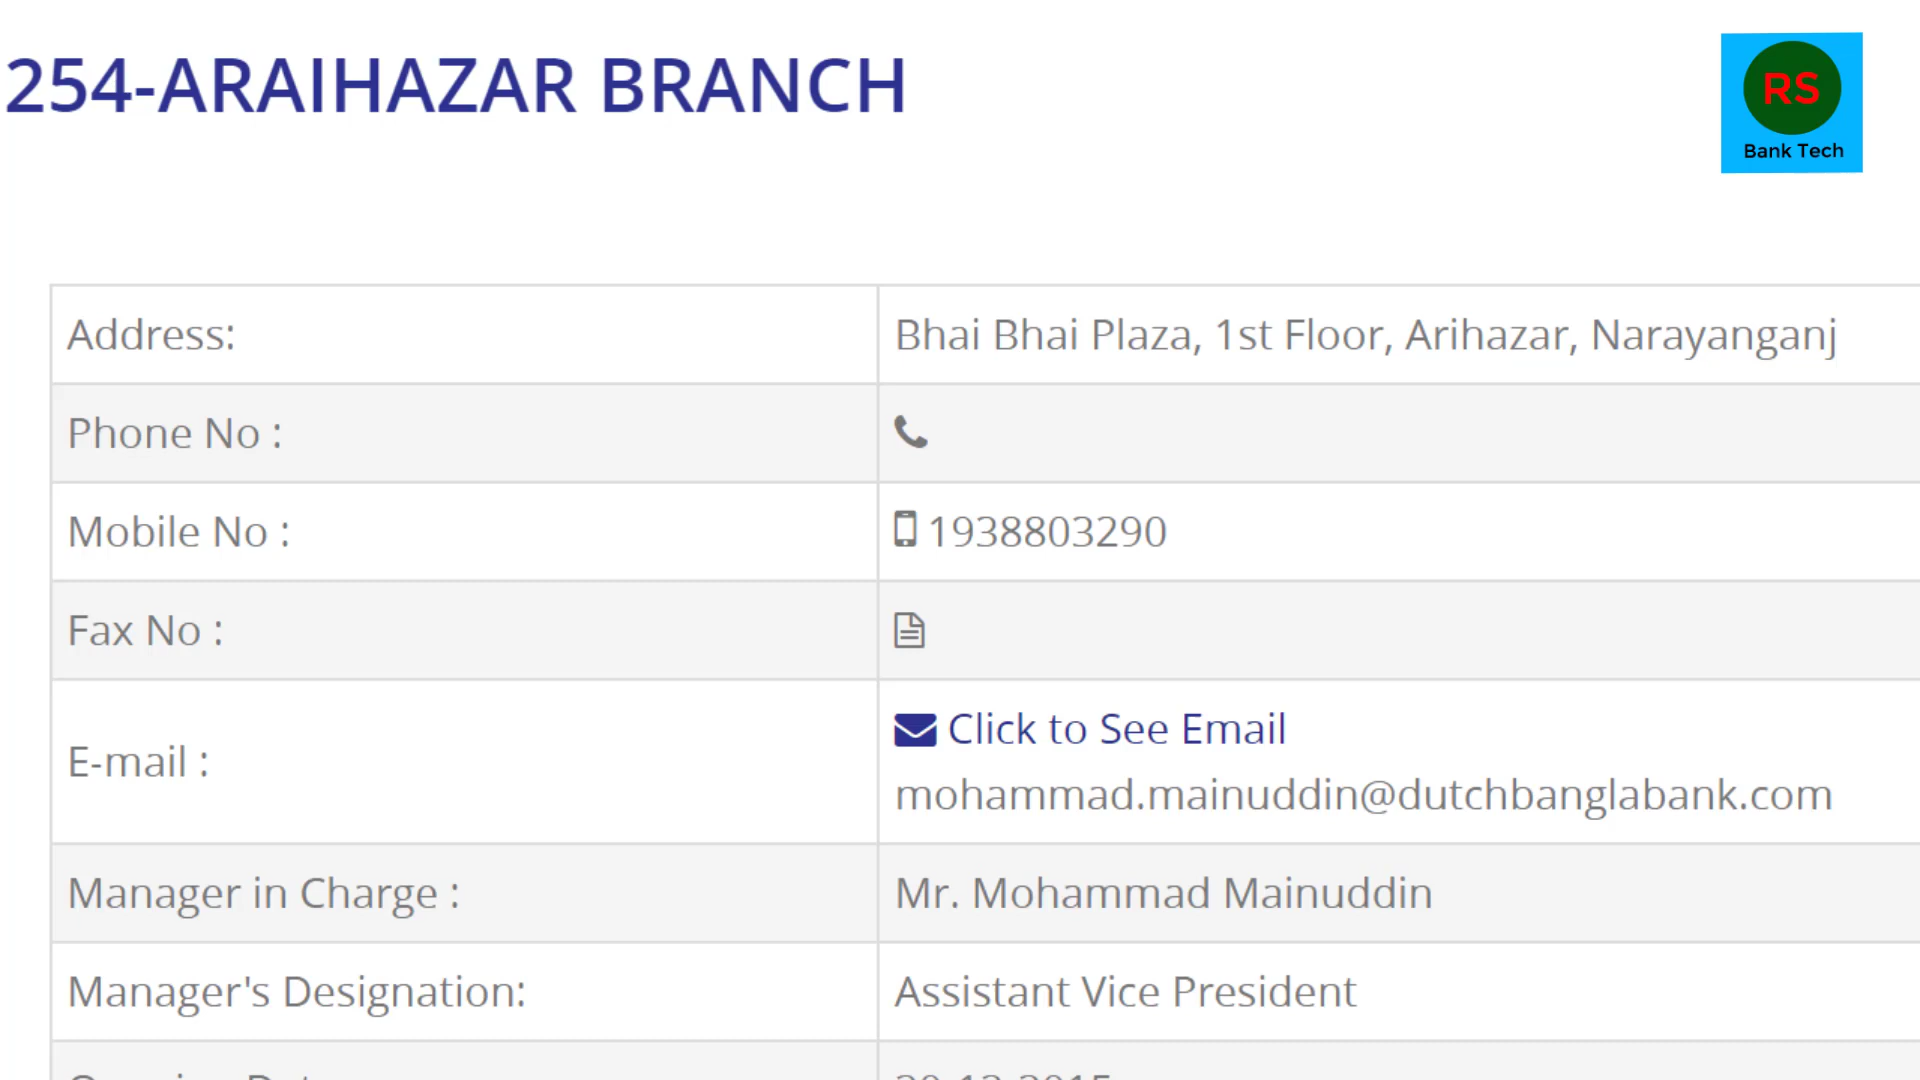 254-ARAIHAZAR BRANCH
RS
Bank Tech
Address: Bhai Bhai Plaza, 1st Floor, Arihazar, Narayanganj
Phone No :
Mobile No : 1938803290
Fax No :
E-mail : Click to See Email
mohammad.mainuddin@dutchbanglabank.com
Manager in Charge : Mr. Mohammad Mainuddin
Manager's Designation: Assistant Vice President